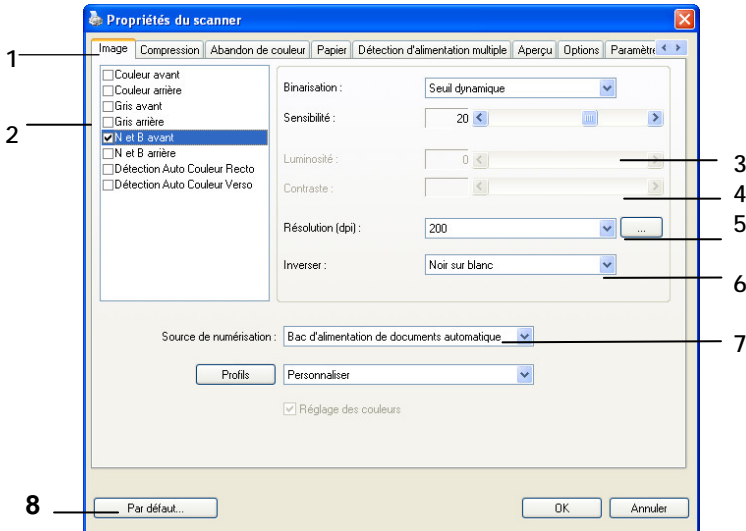 Propriétés du scanner
Image Compression Abandon de couleur Papier Détection d'alimentation multiple Aperçu Options Paramètre
1
Couleur avant
Couleur arrière
Gris avant
Gris arrière
N et B avant
N et B arrière
Détection Auto Couleur Recto
Détection Auto Couleur Verso
2
Binarisation : Seuil dynamique
Sensibilité : 20
Luminosité : 0
3
Contraste :
4
Résolution (dpi) : 200 ...
5
Inverser : Noir sur blanc
6
Source de numérisation : Bac d'alimentation de documents automatique
7
Profils Personnaliser
Réglage des couleurs
8
Par défaut... OK Annuler